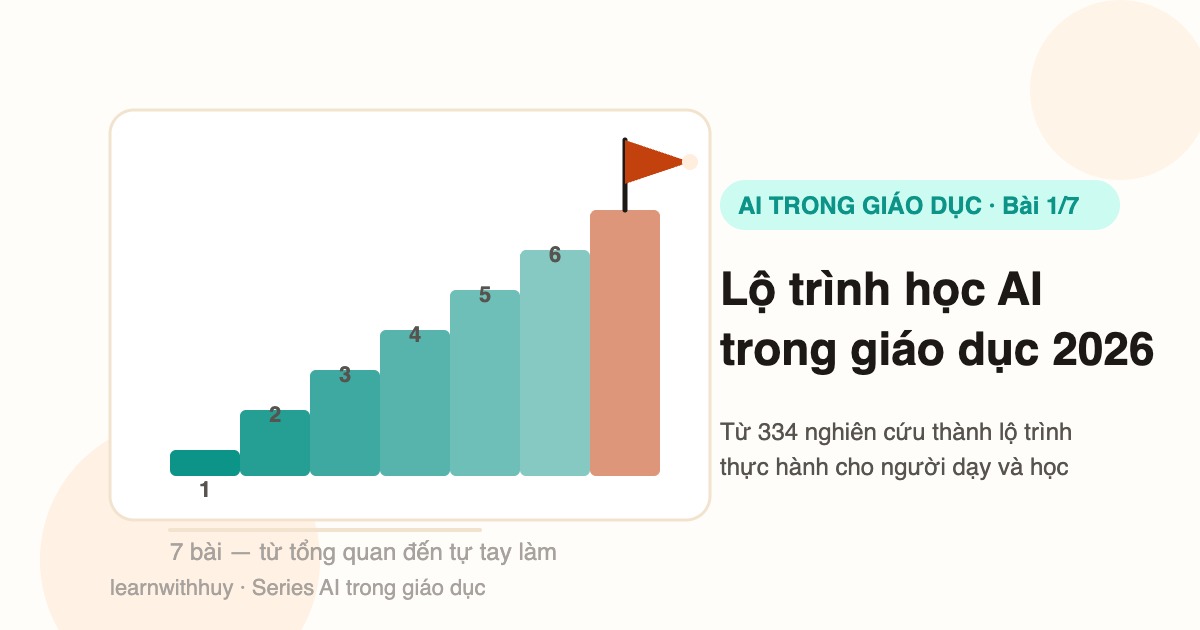 AI TRONG GIÁO DỤC · Bài 1/7
Lộ trình học AI
trong giáo dục 2026
Từ 334 nghiên cứu thành lộ trình
thực hành cho người dạy và học
1
2
3
4
5
6
7 bài — từ tổng quan đến tự tay làm
learnwithhuy · Series AI trong giáo dục